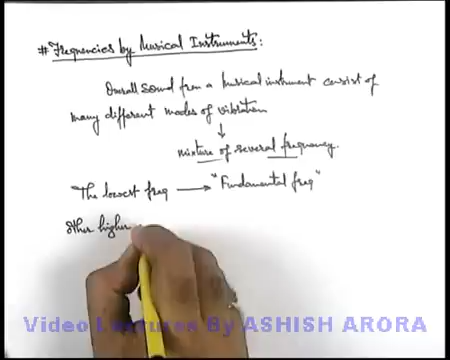 # Frequencies by Musical Instruments:
Overall sound from a Musical instrument consist of
many different modes of vibration
mixture of several frequency.
The lowest freq → "Fundamental freq"
Other higher
Video Lectures By ASHISH ARORA